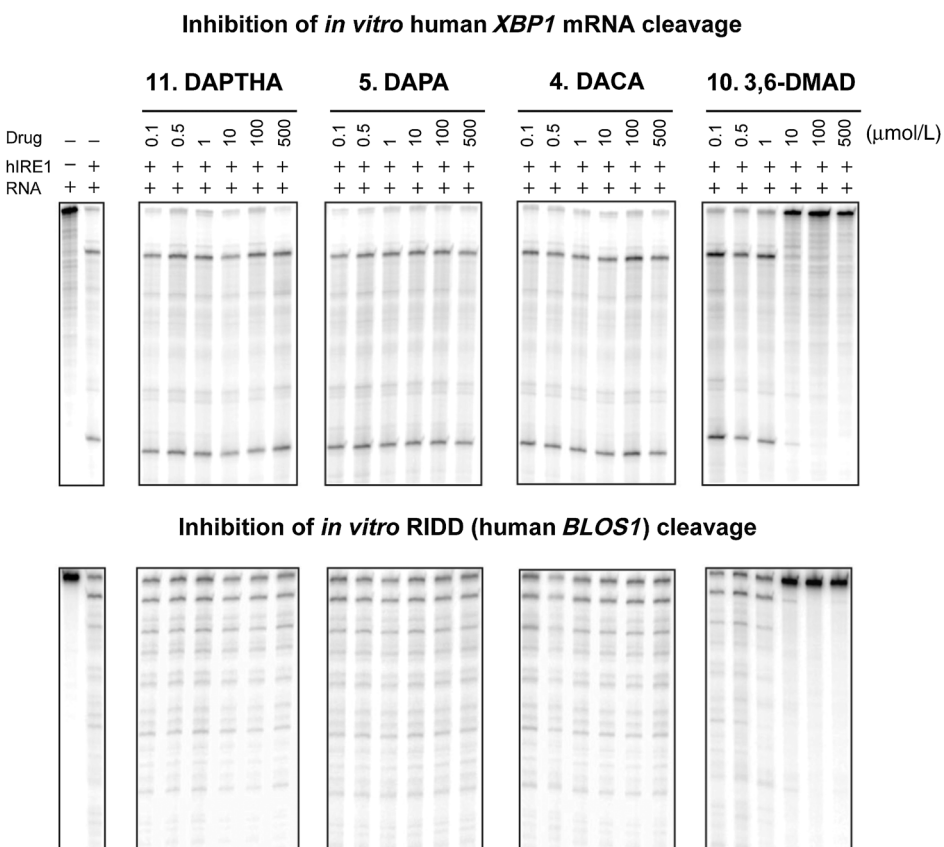 Inhibition of in vitro human XBP1 mRNA cleavage
11. DAPTHA 5. DAPA 4. DACA 10. 3,6-DMAD
Drug – – 0.1 0.5 1 10 100 500 0.1 0.5 1 10 100 500 0.1 0.5 1 10 100 500 0.1 0.5 1 10 100 500 (μmol/L)
hIRE1 – + + + + + + + + + + + + + + + + + + + + + + + + +
RNA + + + + + + + + + + + + + + + + + + + + + + + + + +
Inhibition of in vitro RIDD (human BLOS1) cleavage